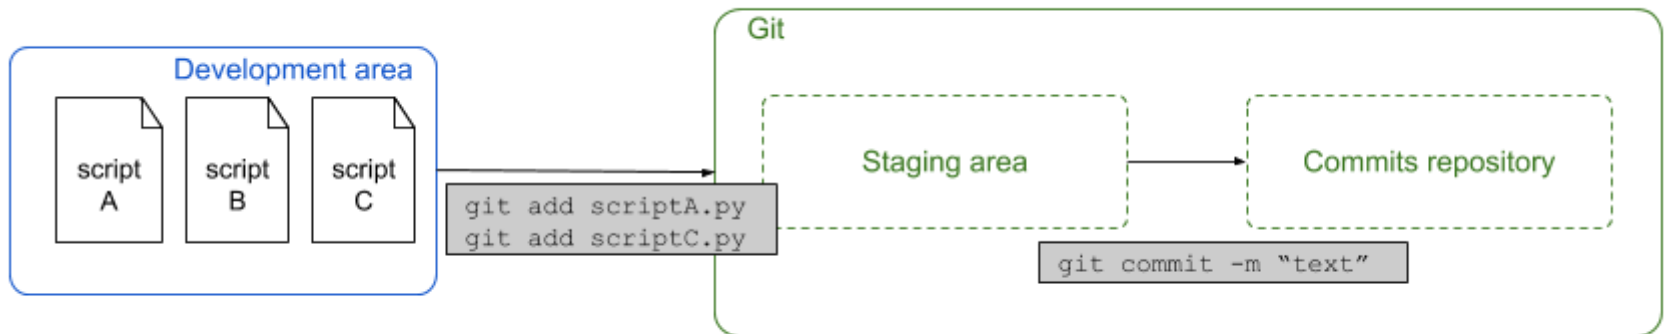 Git
Development area
script
A
script
B
script
C
git add scriptA.py
git add scriptC.py
Staging area
Commits repository
git commit -m “text”